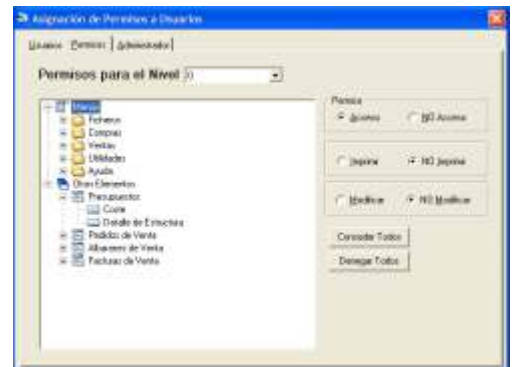 Asignación de Permisos a Usuarios
Usuarios Permisos Administrador
Permisos para el Nivel 0
Menús
Ficheros
Compras
Ventas
Utilidades
Ayuda
Otros Elementos
Presupuestos
Coste
Detalle de Estructura
Pedidos de Venta
Albaranes de Venta
Facturas de Venta
Permiso
Acceso NO Acceso
Imprimir NO Imprimir
Modificar NO Modificar
Conceder Todos
Denegar Todos